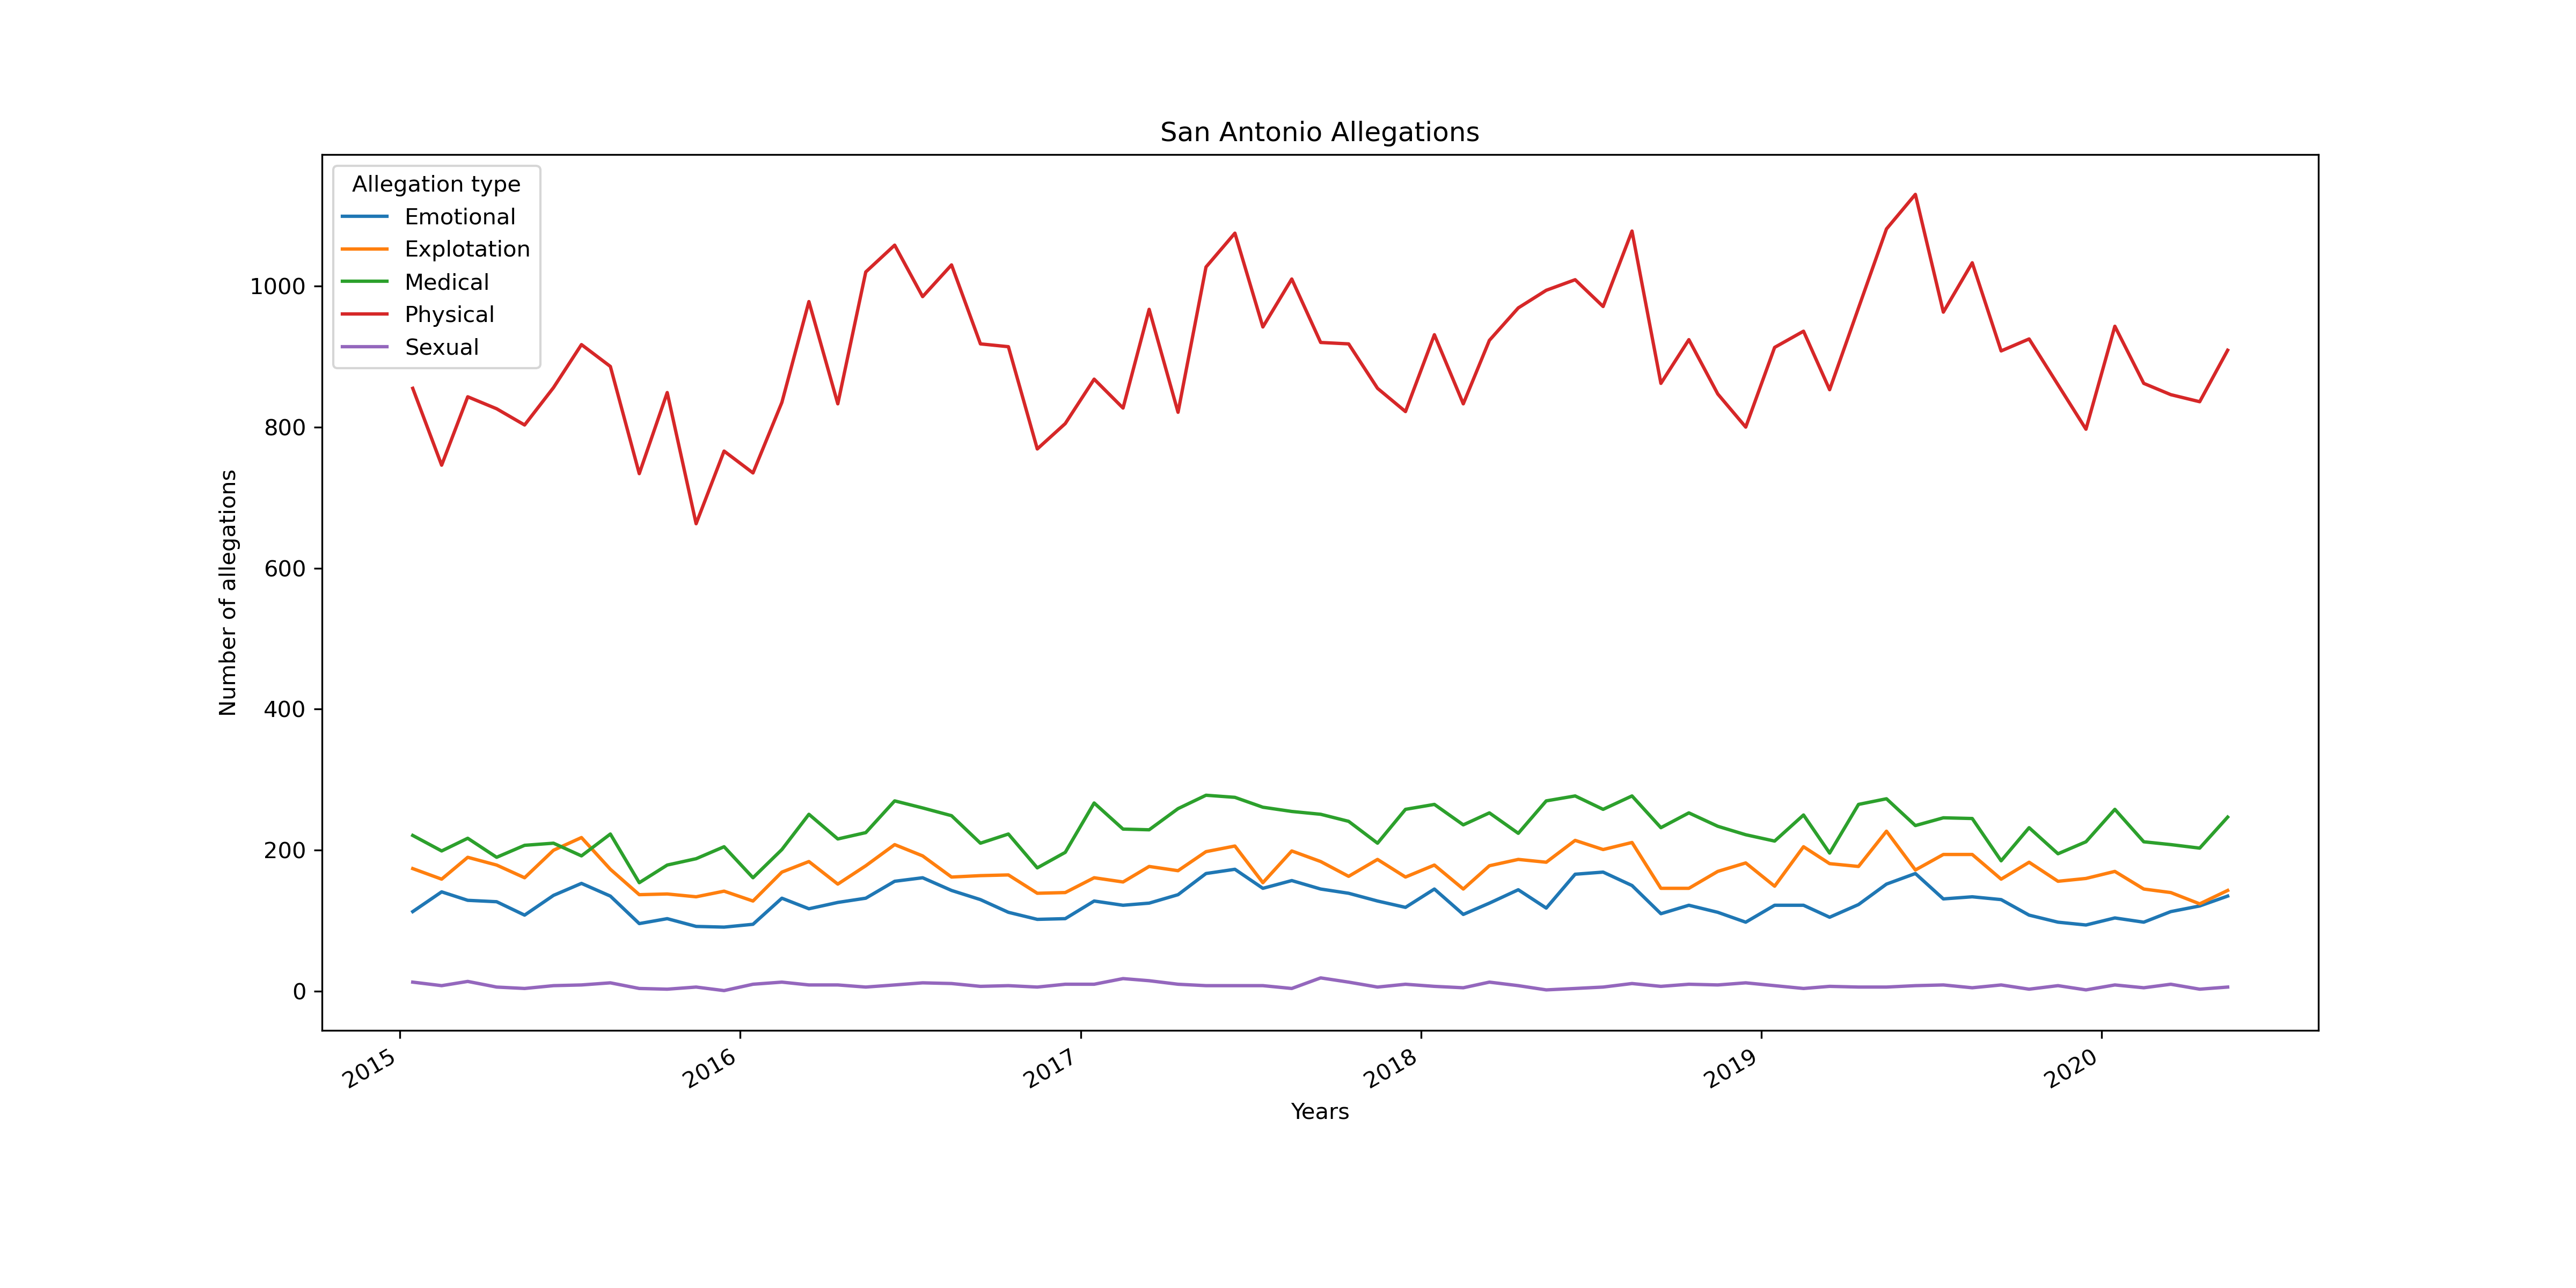 San Antonio Allegations
Allegation type
Emotional
Explotation
Medical
Physical
Sexual
1000
800
600
400
200
0
Number of allegations
2015
2016
2017
2018
2019
2020
Years